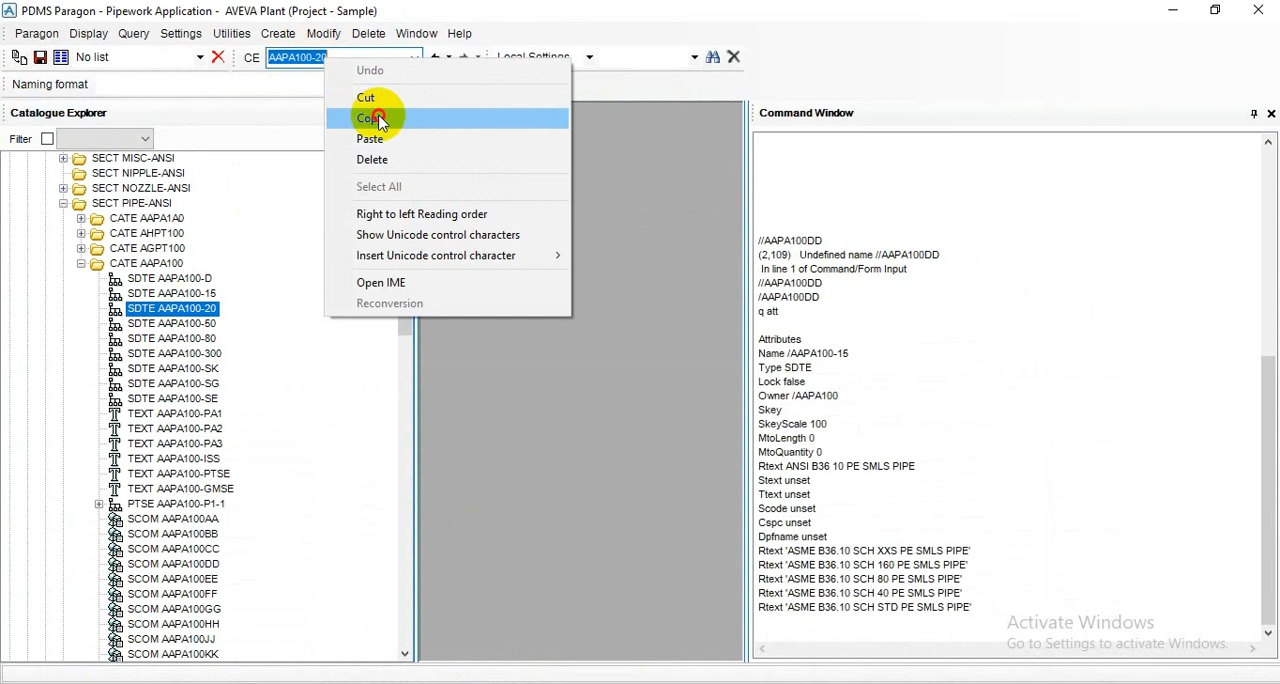 PDMS Paragon - Pipework Application - AVEVA Plant (Project - Sample)
Paragon Display Query Settings Utilities Create Modify Delete Window Help
No list CE AAPA100-20 Local Settings
Naming format
Catalogue Explorer
Filter
SECT MISC-ANSI
SECT NIPPLE-ANSI
SECT NOZZLE-ANSI
SECT PIPE-ANSI
CATE AAPA1A0
CATE AHPT100
CATE AGPT100
CATE AAPA100
SDTE AAPA100-D
SDTE AAPA100-15
SDTE AAPA100-20
SDTE AAPA100-50
SDTE AAPA100-80
SDTE AAPA100-300
SDTE AAPA100-SK
SDTE AAPA100-SG
SDTE AAPA100-SE
TEXT AAPA100-PA1
TEXT AAPA100-PA2
TEXT AAPA100-PA3
TEXT AAPA100-ISS
TEXT AAPA100-PTSE
TEXT AAPA100-GMSE
PTSE AAPA100-P1-1
SCOM AAPA100AA
SCOM AAPA100BB
SCOM AAPA100CC
SCOM AAPA100DD
SCOM AAPA100EE
SCOM AAPA100FF
SCOM AAPA100GG
SCOM AAPA100HH
SCOM AAPA100JJ
SCOM AAPA100KK
Undo
Cut
Copy
Paste
Delete
Select All
Right to left Reading order
Show Unicode control characters
Insert Unicode control character
Open IME
Reconversion
Command Window
//AAPA100DD
(2,109) Undefined name //AAPA100DD
In line 1 of Command/Form Input
//AAPA100DD
/AAPA100DD
q att
Attributes
Name /AAPA100-15
Type SDTE
Lock false
Owner /AAPA100
Skey
SkeyScale 100
MtoLength 0
MtoQuantity 0
Rtext ANSI B36 10 PE SMLS PIPE
Stext unset
Ttext unset
Scode unset
Cspc unset
Dpfname unset
Rtext 'ASME B36.10 SCH XXS PE SMLS PIPE'
Rtext 'ASME B36.10 SCH 160 PE SMLS PIPE'
Rtext 'ASME B36.10 SCH 80 PE SMLS PIPE'
Rtext 'ASME B36.10 SCH 40 PE SMLS PIPE'
Rtext 'ASME B36.10 SCH STD PE SMLS PIPE'
Activate Windows
Go to Settings to activate Windows.